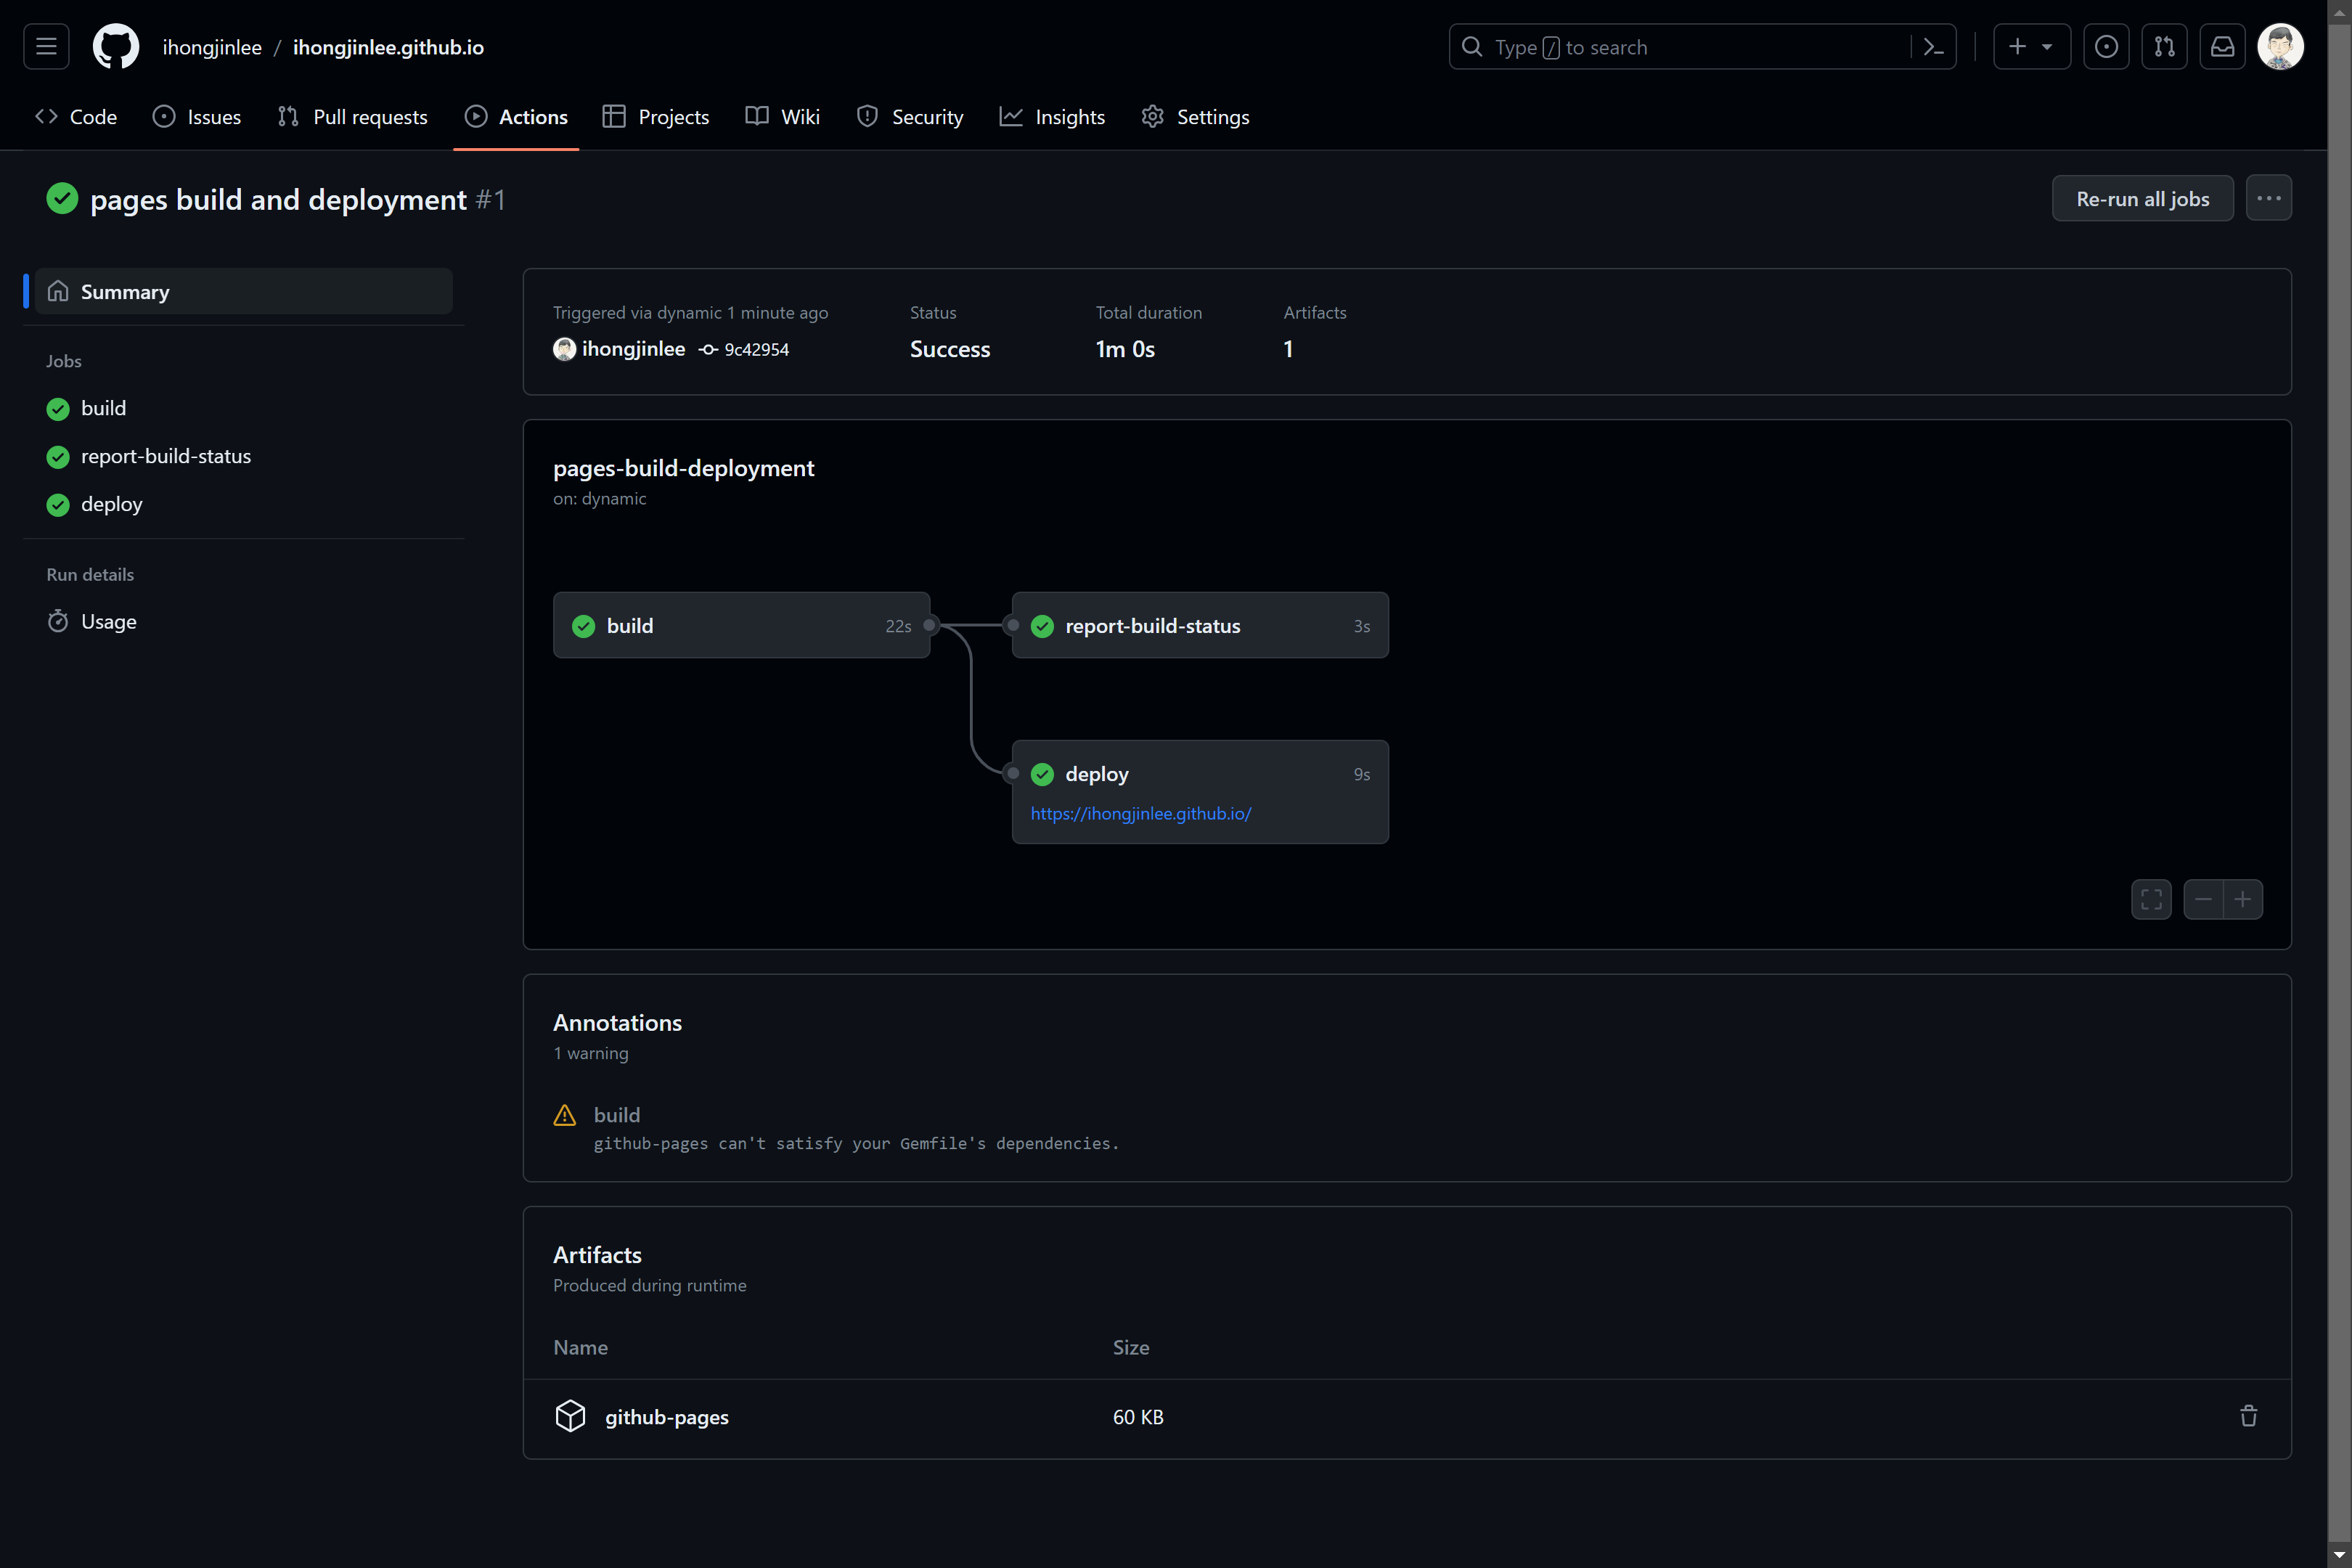 ihongjinlee / ihongjinlee.github.io
Type / to search
Code Issues Pull requests Actions Projects Wiki Security Insights Settings
pages build and deployment #1
Re-run all jobs
Summary
Jobs
build
report-build-status
deploy
Run details
Usage
Triggered via dynamic 1 minute ago
ihongjinlee 9c42954
Status
Success
Total duration
1m 0s
Artifacts
1
pages-build-deployment
on: dynamic
build 22s
report-build-status 3s
deploy 9s
https://ihongjinlee.github.io/
Annotations
1 warning
build
github-pages can't satisfy your Gemfile's dependencies.
Artifacts
Produced during runtime
Name Size
github-pages 60 KB